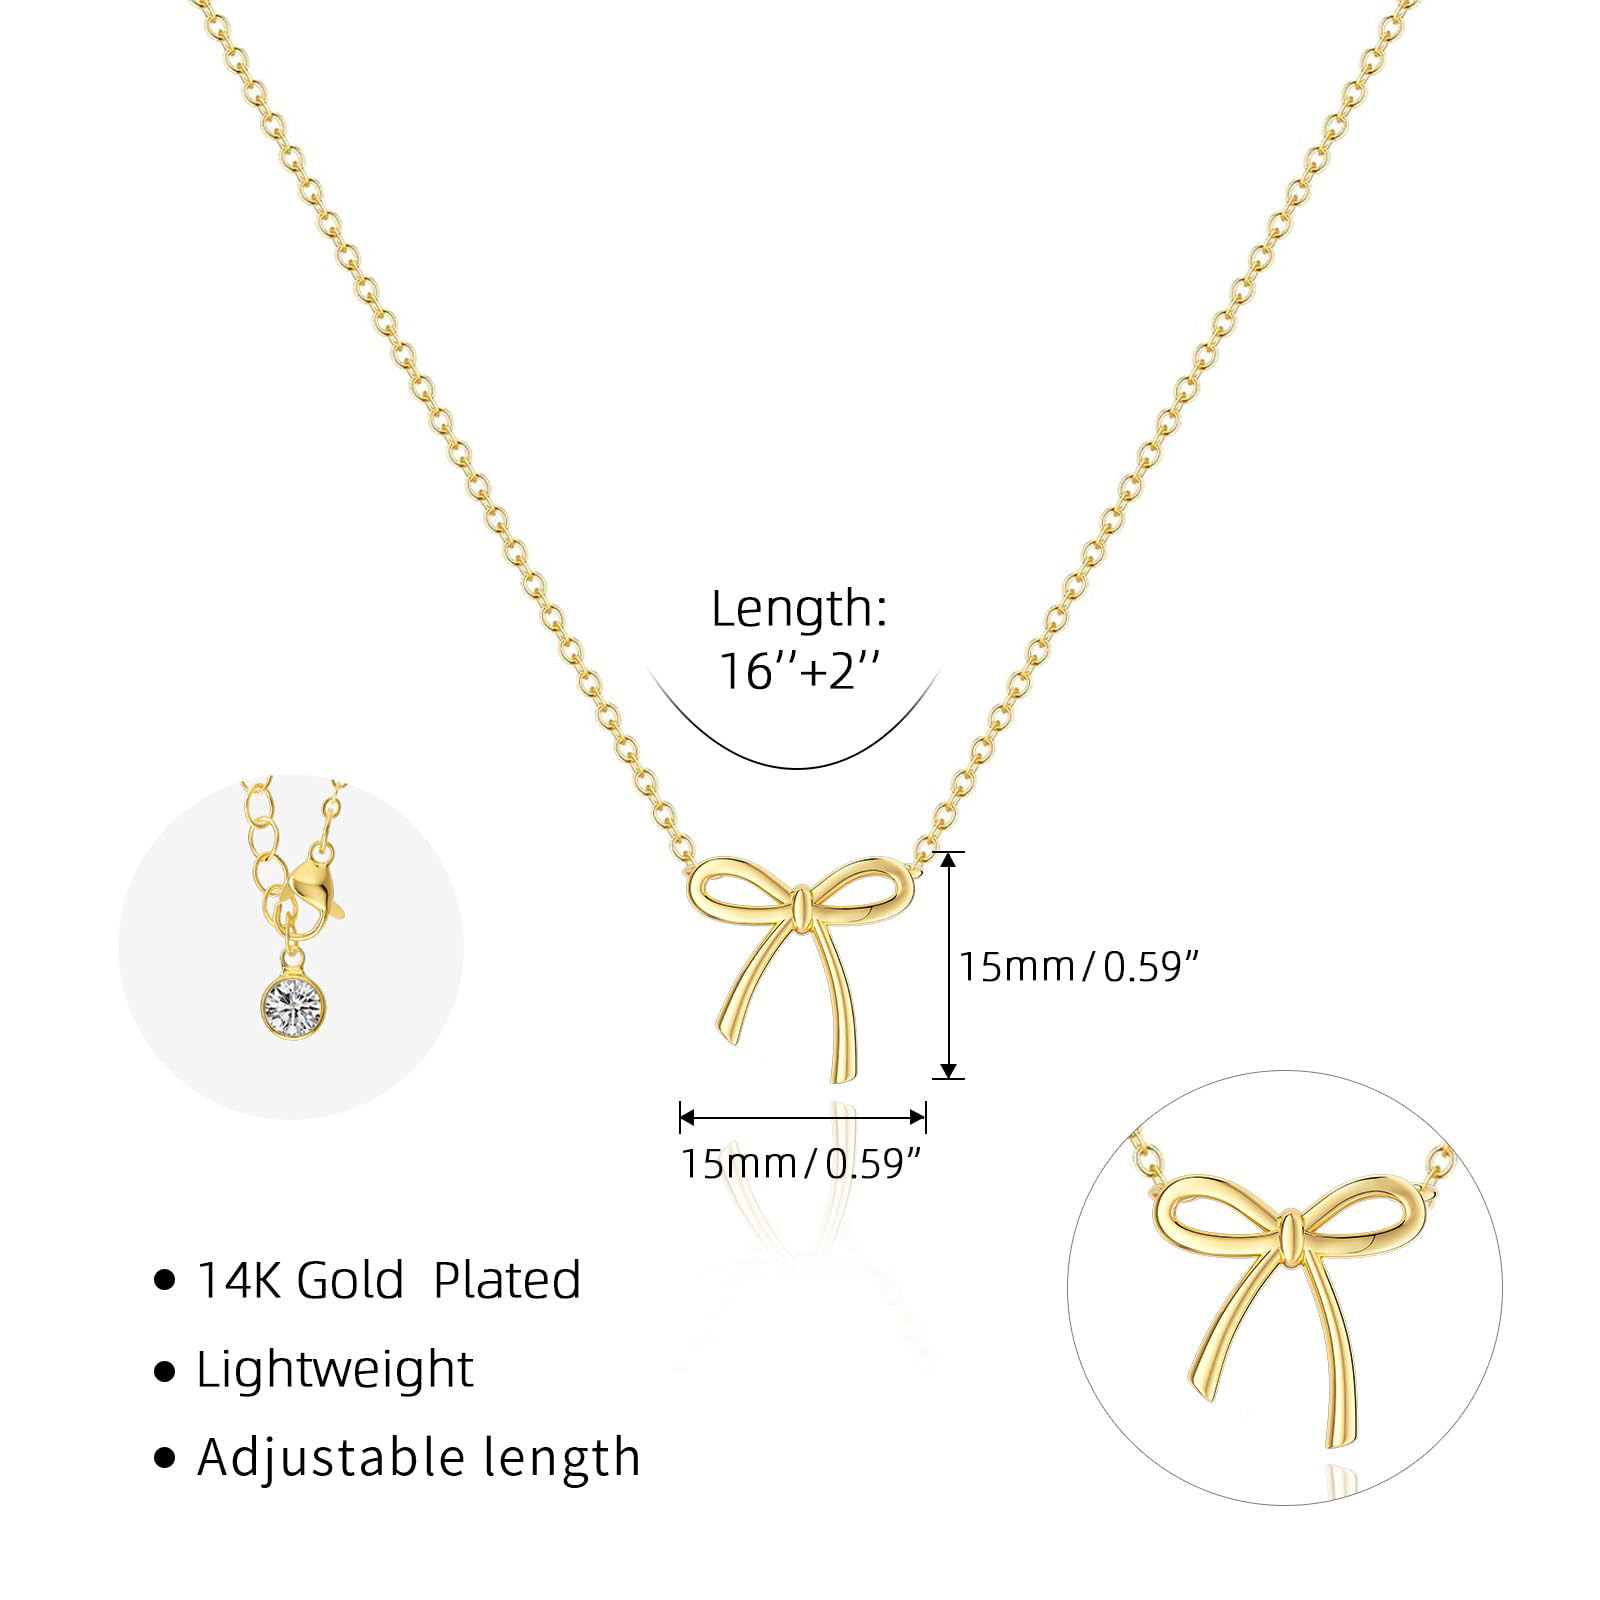 Length:
16’’+2’’
15mm/0.59”
15mm/0.59”
14K Gold Plated
Lightweight
Adjustable length